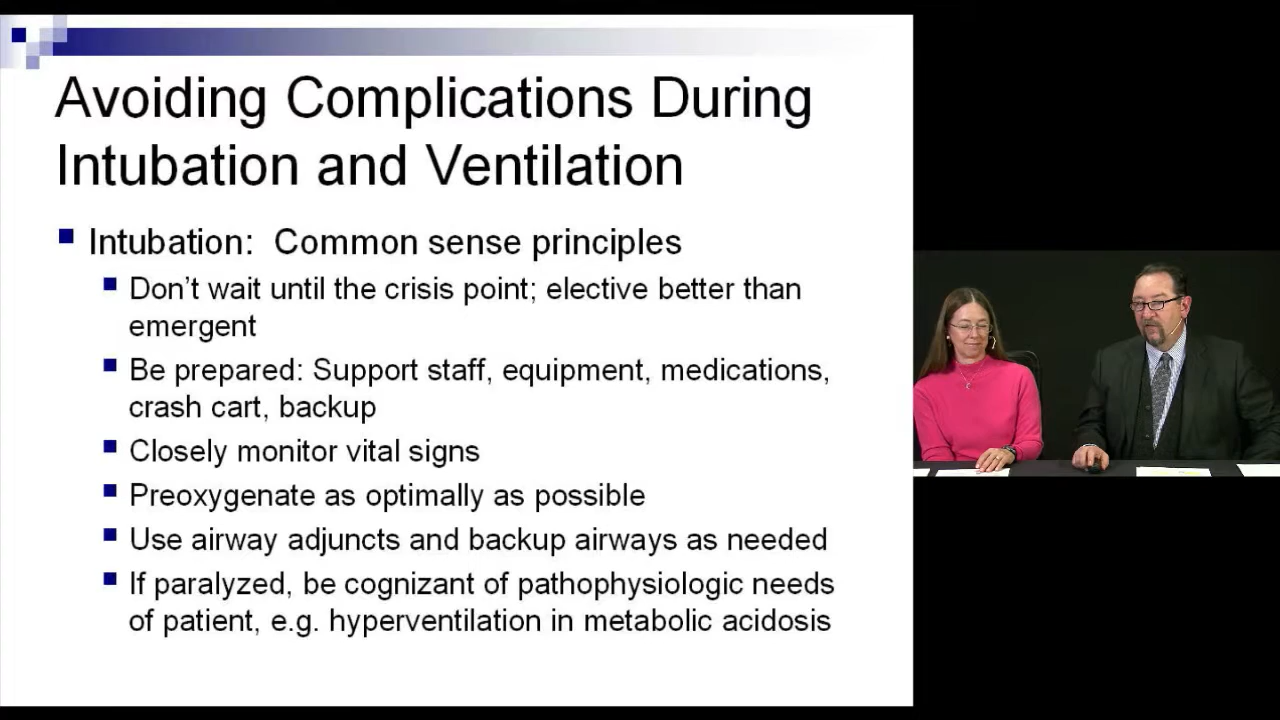 Avoiding Complications During
Intubation and Ventilation
Intubation:  Common sense principles
Don't wait until the crisis point; elective better than
emergent
Be prepared: Support staff, equipment, medications,
crash cart, backup
Closely monitor vital signs
Preoxygenate as optimally as possible
Use airway adjuncts and backup airways as needed
If paralyzed, be cognizant of pathophysiologic needs
of patient, e.g. hyperventilation in metabolic acidosis